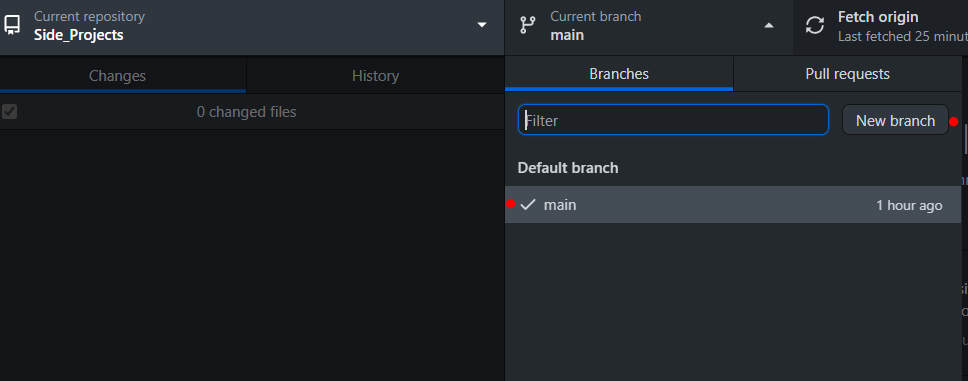 Current repository
Side_Projects
Current branch
main
Fetch origin
Last fetched 25 minut
Changes
History
0 changed files
Branches
Pull requests
Filter
New branch
Default branch
main
1 hour ago